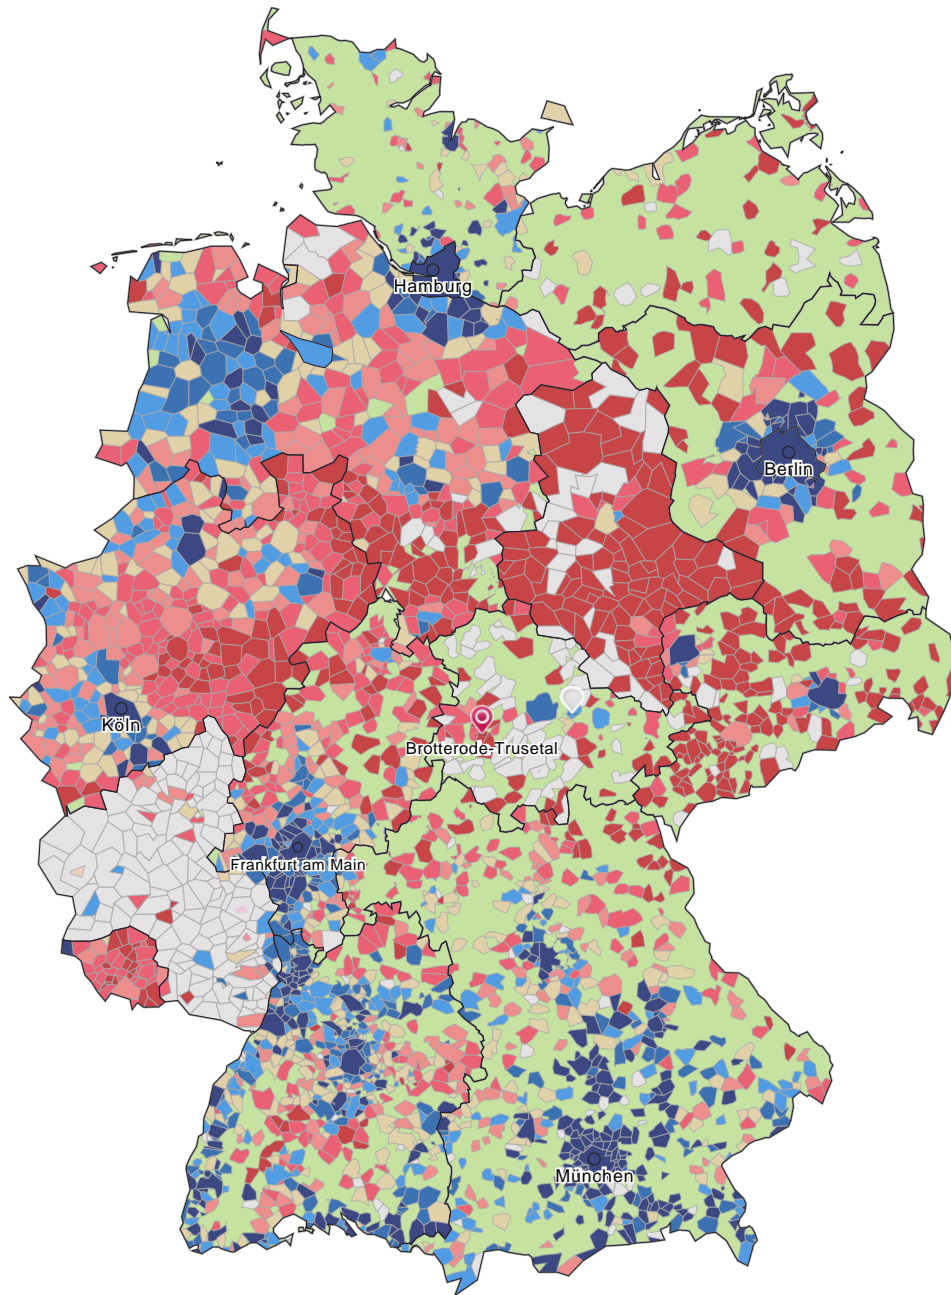 Hamburg
Berlin
Köln
Brotterode-Trusetal
Frankfurt am Main
München